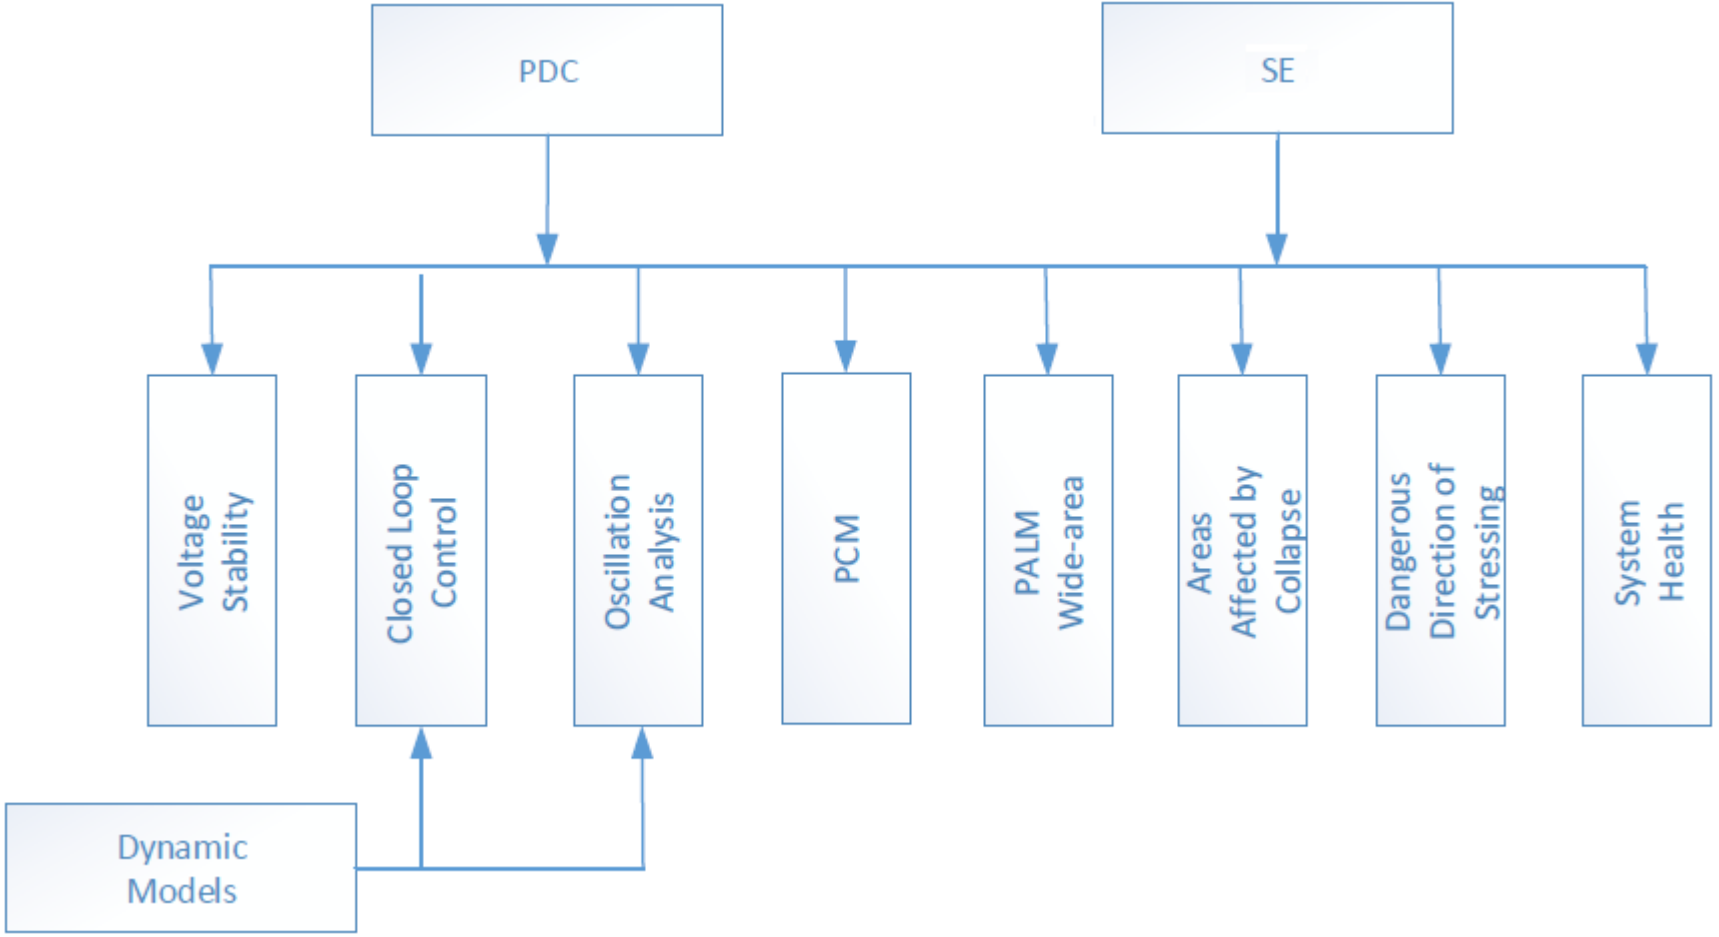 PDC
SE
Voltage
Stability
Closed Loop
Control
Oscillation
Analysis
PCM
PALM
Wide-area
Areas
Affected by
Collapse
Dangerous
Direction of
Stressing
System
Health
Dynamic
Models